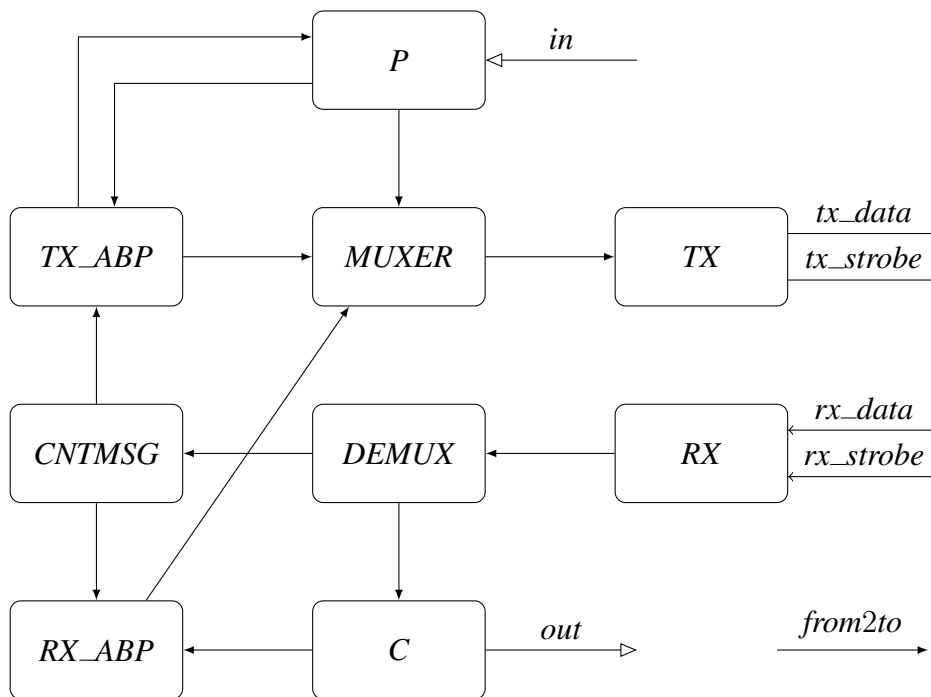 P
in
TX_ABP
MUXER
TX
tx_data
tx_strobe
CNTMSG
DEMUX
RX
rx_data
rx_strobe
RX_ABP
C
out
from2to